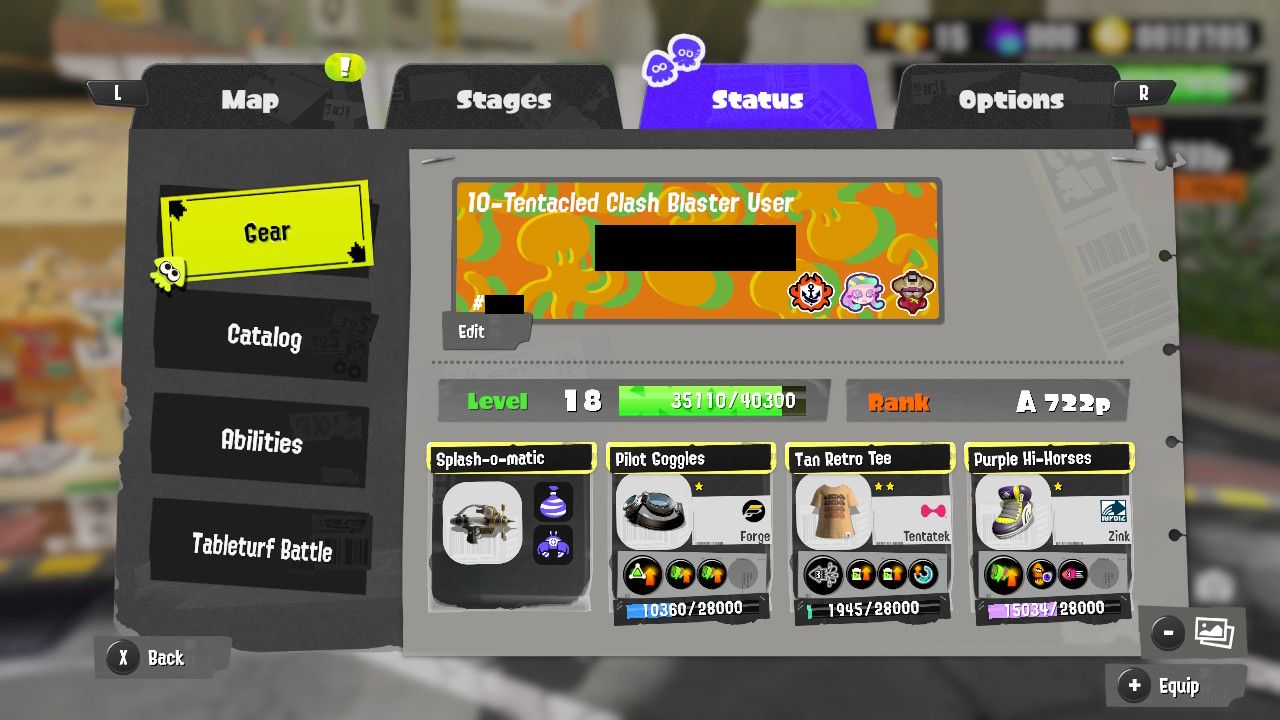 L
Map
!
Stages
Status
Options
R
Gear
Catalog
Abilities
Tableturf Battle
10-Tentacled Clash Blaster User
#
Edit
Level 18 35110/40300
Rank A 722p
Splash-o-matic
Pilot Goggles
Forge
10360/28000
Tan Retro Tee
Tentatek
1945/28000
Purple Hi-Horses
Zink
15034/28000
X Back
-
+ Equip